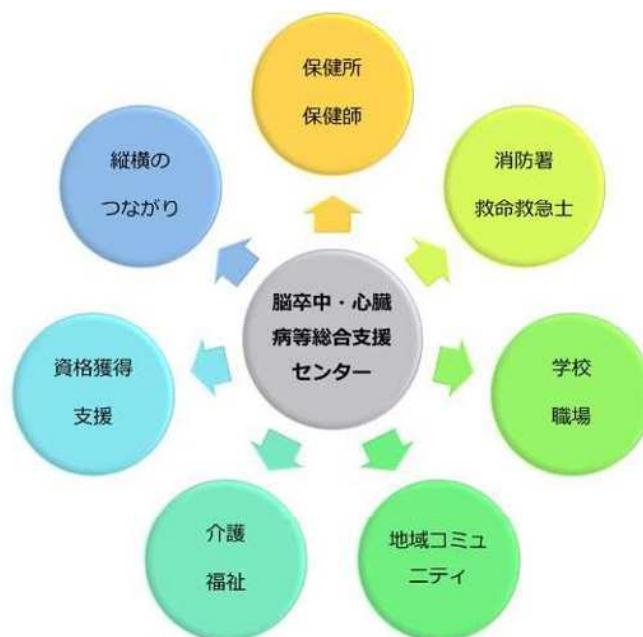 保健所
保健師
消防署
救命救急士
学校
職場
地域コミュ
ニティ
介護
福祉
資格獲得
支援
縦横の
つながり
脳卒中・心臓
病等総合支援
センター